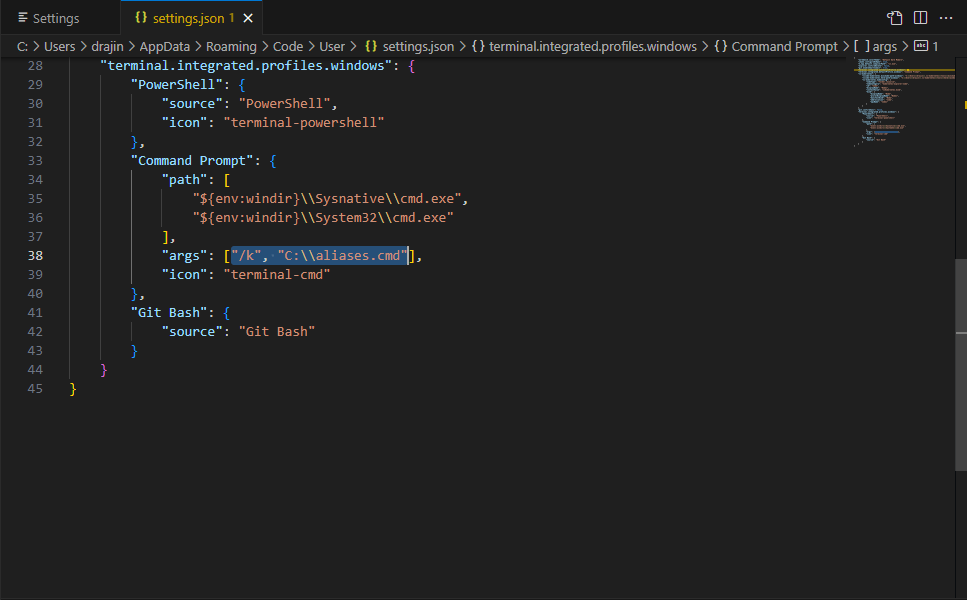 Settings
{} settings.json 1 ×
C: > Users > drajin > AppData > Roaming > Code > User > {} settings.json > {} terminal.integrated.profiles.windows > {} Command Prompt > [ ] args > abc 1
28 "terminal.integrated.profiles.windows": {
29 "PowerShell": {
30 "source": "PowerShell",
31 "icon": "terminal-powershell"
32 },
33 "Command Prompt": {
34 "path": [
35 "${env:windir}\\Sysnative\\cmd.exe",
36 "${env:windir}\\System32\\cmd.exe"
37 ],
38 "args": ["/k", "C:\\aliases.cmd"],
39 "icon": "terminal-cmd"
40 },
41 "Git Bash": {
42 "source": "Git Bash"
43 }
44 }
45 }